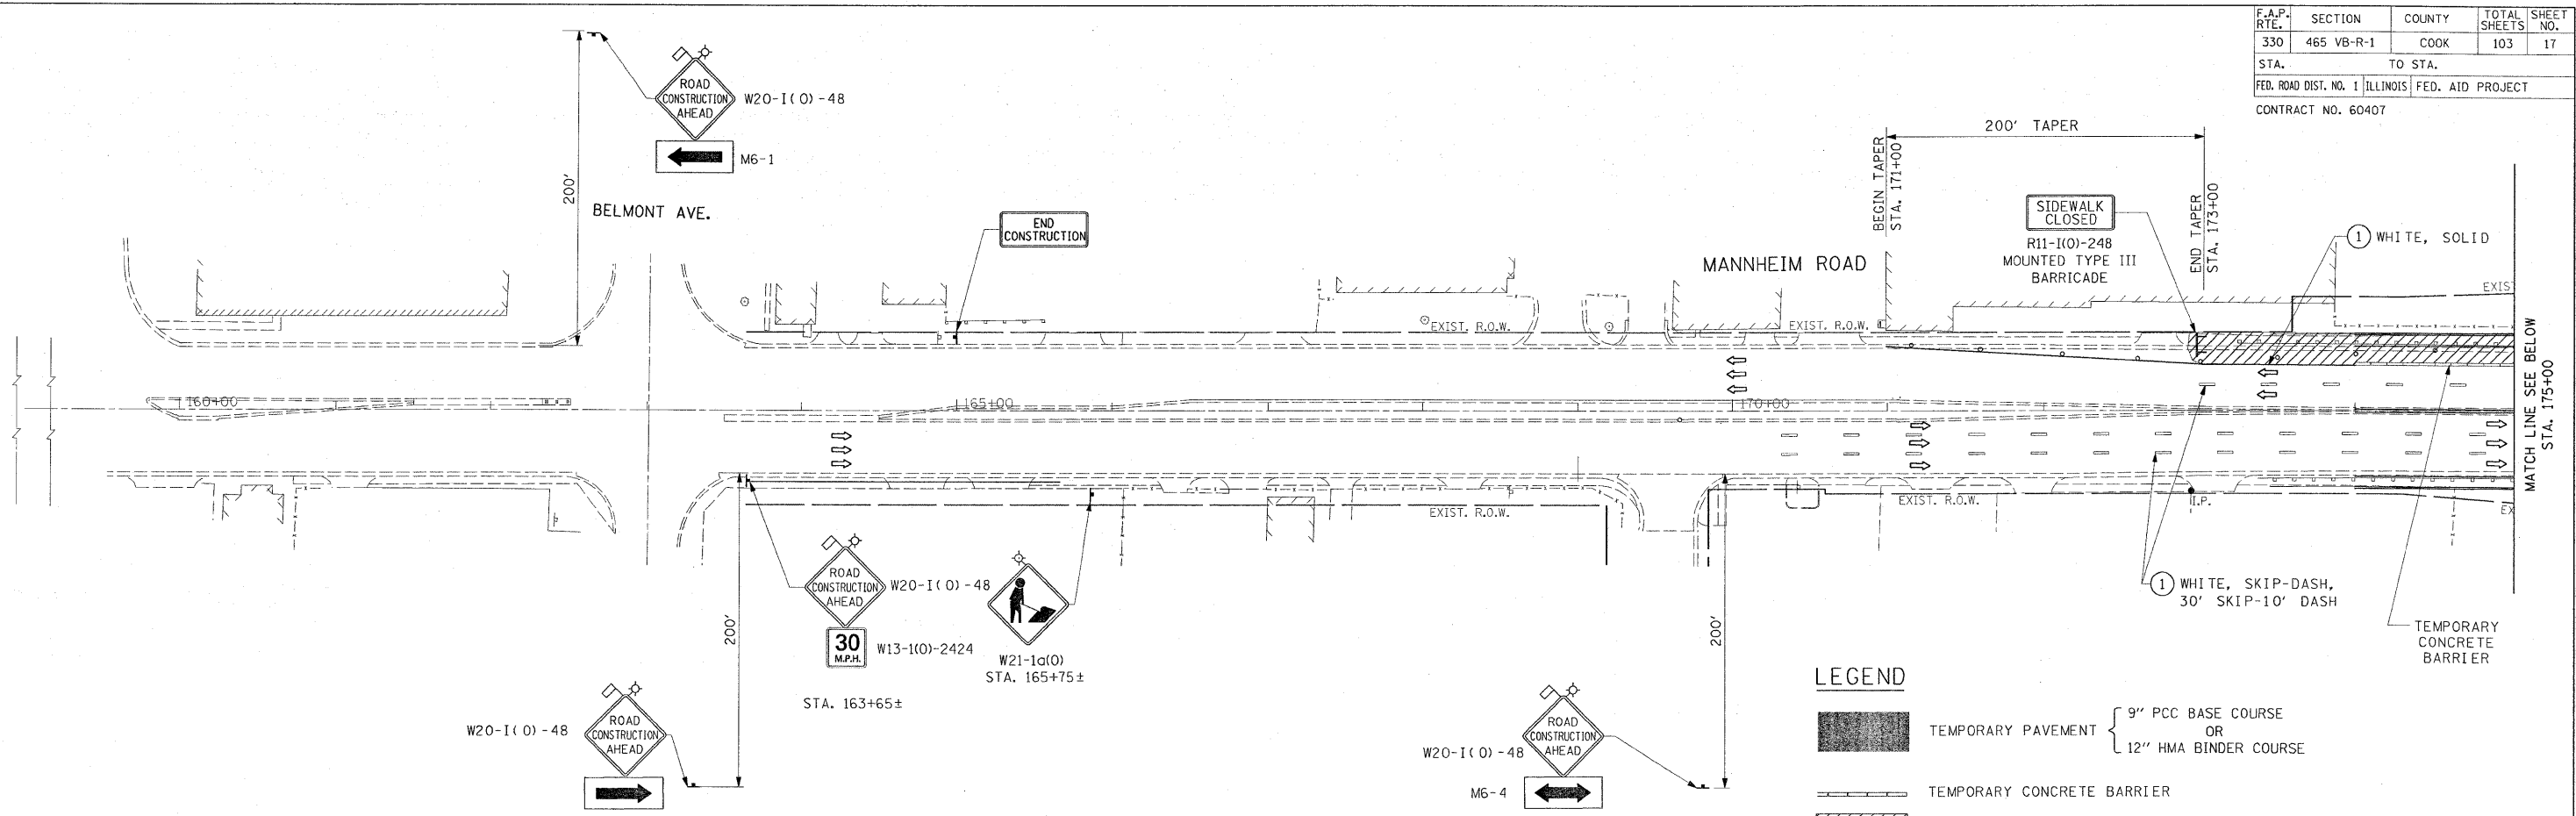 F.A.P. RTE. SECTION COUNTY TOTAL SHEETS SHEET NO.
330 465 VB-R-1 COOK 103 17
STA. TO STA.
FED. ROAD DIST. NO. 1 ILLINOIS FED. AID PROJECT
CONTRACT NO. 60407
ROAD
CONSTRUCTION
AHEAD
W20-I(O)-48
M6-1
200'
BELMONT AVE.
END
CONSTRUCTION
200' TAPER
BEGIN TAPER
STA. 171+00
END TAPER
STA. 173+00
SIDEWALK
CLOSED
R11-I(O)-248
MOUNTED TYPE III
BARRICADE
1 WHITE, SOLID
MANNHEIM ROAD
EXIST. R.O.W.
EXIST. R.O.W.
EXIST
160+00
165+00
170+00
MATCH LINE SEE BELOW
STA. 175+00
EXIST. R.O.W.
EXIST. R.O.W.
I.P.
EX
ROAD
CONSTRUCTION
AHEAD
W20-I(O)-48
30
M.P.H.
W13-1(O)-2424
STA. 163+65±
W21-1a(O)
STA. 165+75±
200'
200'
1 WHITE, SKIP-DASH,
30' SKIP-10' DASH
TEMPORARY
CONCRETE
BARRIER
W20-I(O)-48
ROAD
CONSTRUCTION
AHEAD
W20-I(O)-48
ROAD
CONSTRUCTION
AHEAD
M6-4
LEGEND
TEMPORARY PAVEMENT
9" PCC BASE COURSE
OR
12" HMA BINDER COURSE
TEMPORARY CONCRETE BARRIER